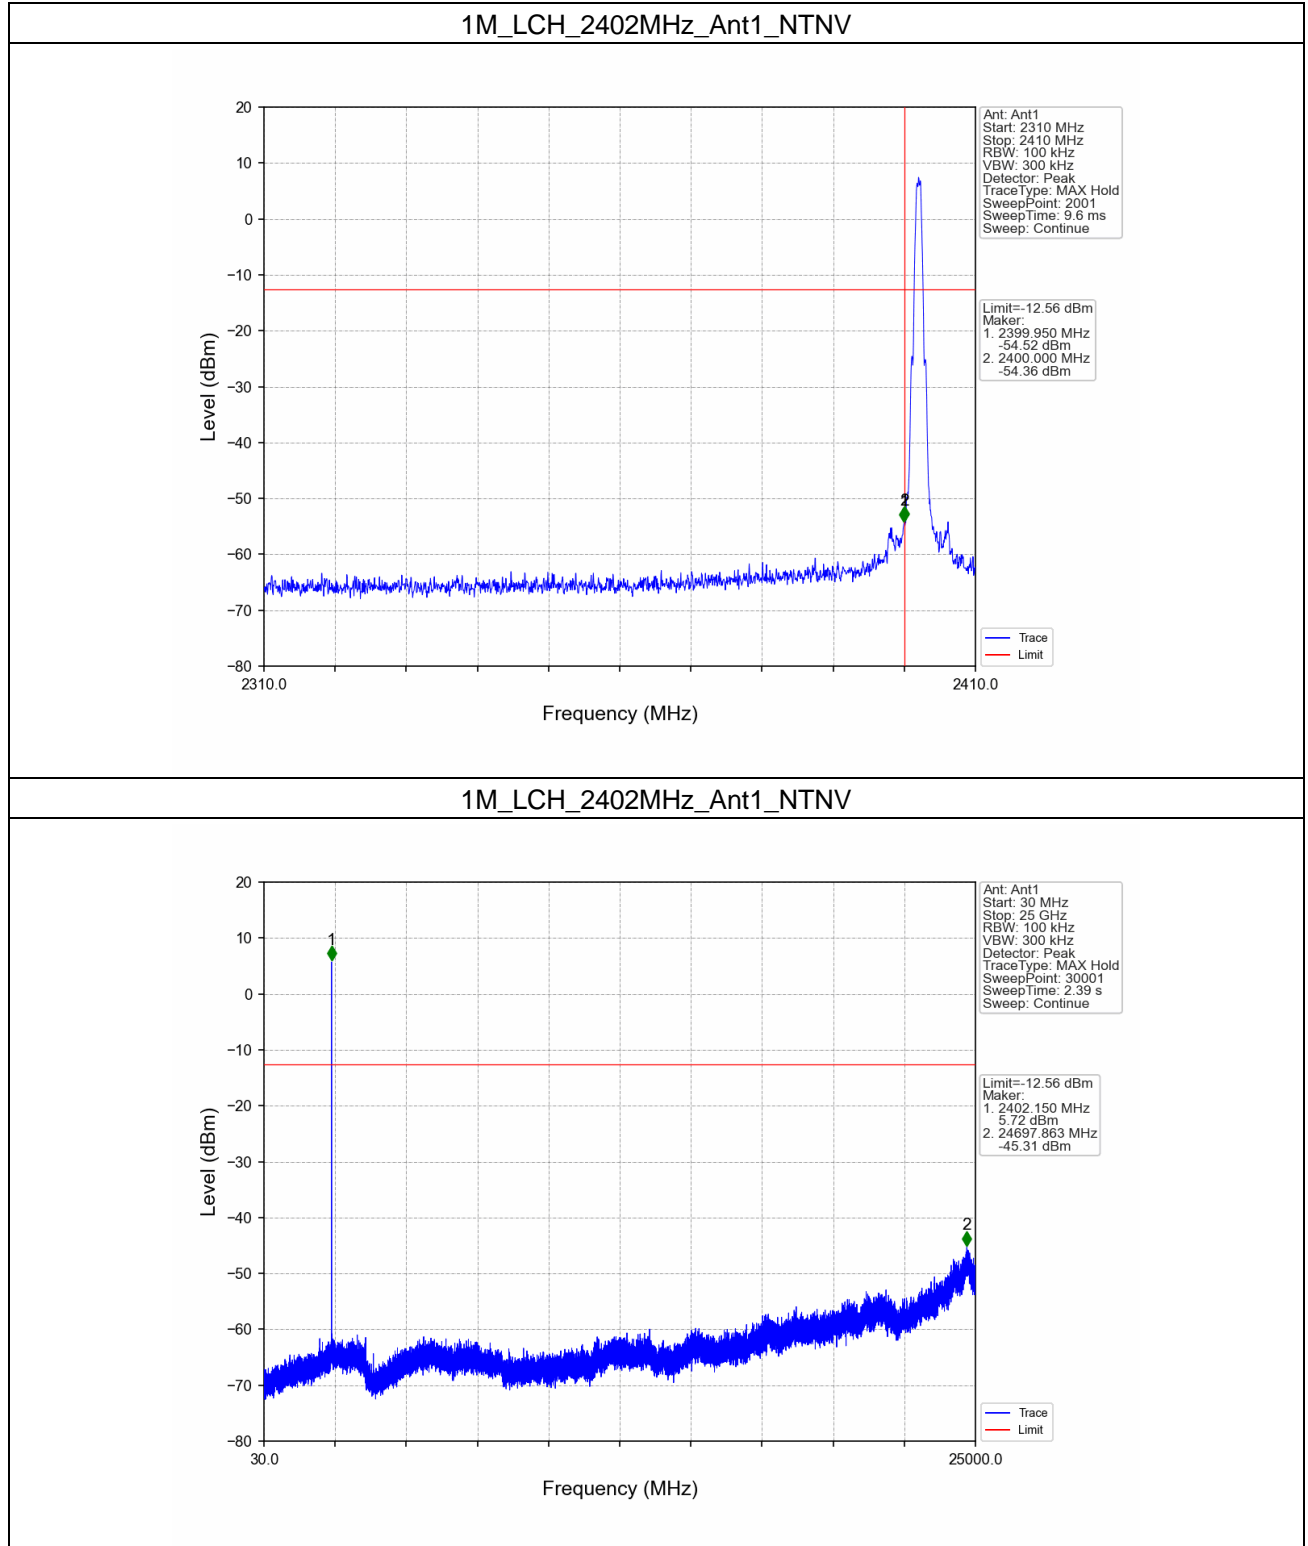 1M_LCH_2402MHz_Ant1_NTNV
20
10
0
−10
−20
−30
−40
−50
−60
−70
−80
Level (dBm)
2310.0
2410.0
Frequency (MHz)
2
Ant: Ant1
Start: 2310 MHz
Stop: 2410 MHz
RBW: 100 kHz
VBW: 300 kHz
Detector: Peak
TraceType: MAX Hold
SweepPoint: 2001
SweepTime: 9.6 ms
Sweep: Continue
Limit=-12.56 dBm
Maker:
1. 2399.950 MHz
-54.52 dBm
2. 2400.000 MHz
-54.36 dBm
Trace
Limit
1M_LCH_2402MHz_Ant1_NTNV
20
10
0
−10
−20
−30
−40
−50
−60
−70
−80
Level (dBm)
30.0
25000.0
Frequency (MHz)
1
2
Ant: Ant1
Start: 30 MHz
Stop: 25 GHz
RBW: 100 kHz
VBW: 300 kHz
Detector: Peak
TraceType: MAX Hold
SweepPoint: 30001
SweepTime: 2.39 s
Sweep: Continue
Limit=-12.56 dBm
Maker:
1. 2402.150 MHz
5.72 dBm
2. 24697.863 MHz
-45.31 dBm
Trace
Limit